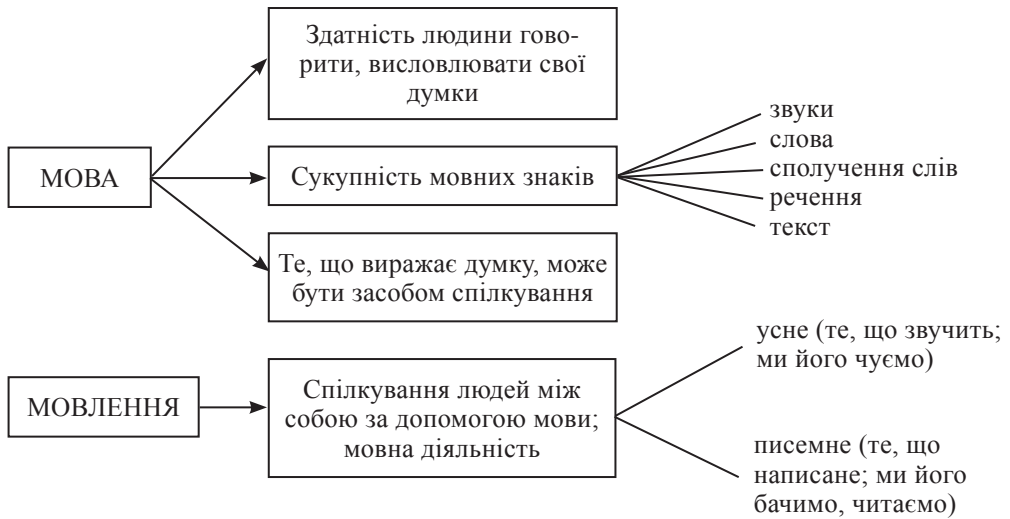 Здатність людини гово-
рити, висловлювати свої
думки
МОВА
Сукупність мовних знаків
звуки
слова
сполучення слів
речення
текст
Те, що виражає думку, може
бути засобом спілкування
МОВЛЕННЯ
Спілкування людей між
собою за допомогою мови;
мовна діяльність
усне (те, що звучить;
ми його чуємо)
писемне (те, що
написане; ми його
бачимо, читаємо)